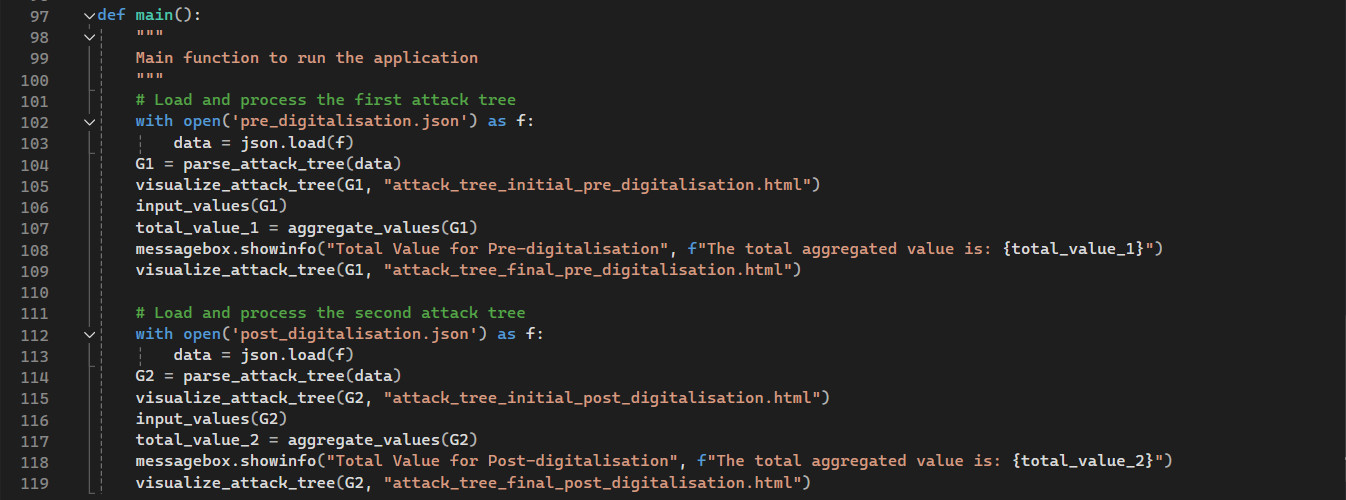 97 def main():
98 """
99 Main function to run the application
100 """
101 # Load and process the first attack tree
102 with open('pre_digitalisation.json') as f:
103 data = json.load(f)
104 G1 = parse_attack_tree(data)
105 visualize_attack_tree(G1, "attack_tree_initial_pre_digitalisation.html")
106 input_values(G1)
107 total_value_1 = aggregate_values(G1)
108 messagebox.showinfo("Total Value for Pre-digitalisation", f"The total aggregated value is: {total_value_1}")
109 visualize_attack_tree(G1, "attack_tree_final_pre_digitalisation.html")
110
111 # Load and process the second attack tree
112 with open('post_digitalisation.json') as f:
113 data = json.load(f)
114 G2 = parse_attack_tree(data)
115 visualize_attack_tree(G2, "attack_tree_initial_post_digitalisation.html")
116 input_values(G2)
117 total_value_2 = aggregate_values(G2)
118 messagebox.showinfo("Total Value for Post-digitalisation", f"The total aggregated value is: {total_value_2}")
119 visualize_attack_tree(G2, "attack_tree_final_post_digitalisation.html")